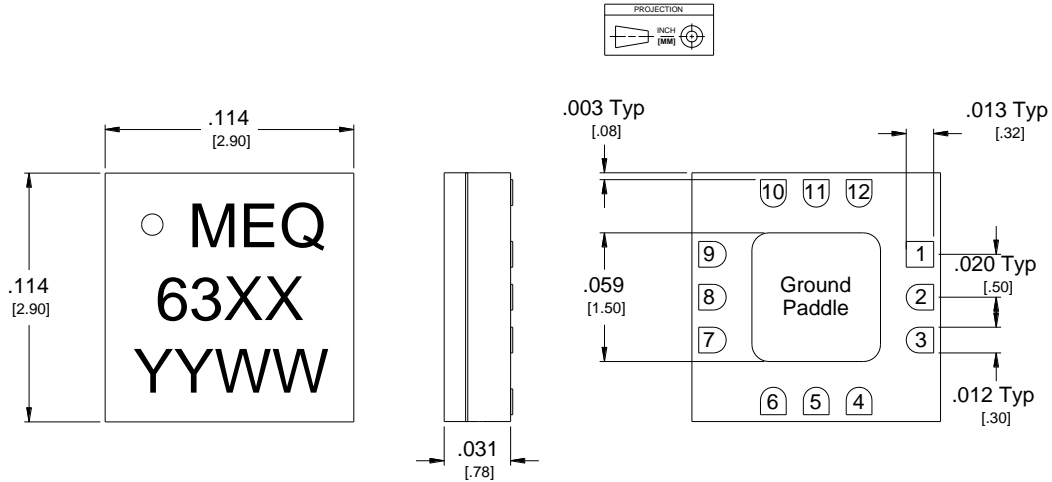 PROJECTION
INCH
[MM]
.114
[2.90]
.114
[2.90]
MEQ
63XX
YYWW
.031
[.78]
.003 Typ
[.08]
.013 Typ
[.32]
10 11 12
9
8
7
1
2
3
Ground
Paddle
.059
[1.50]
.020 Typ
[.50]
.012 Typ
[.30]
6 5 4